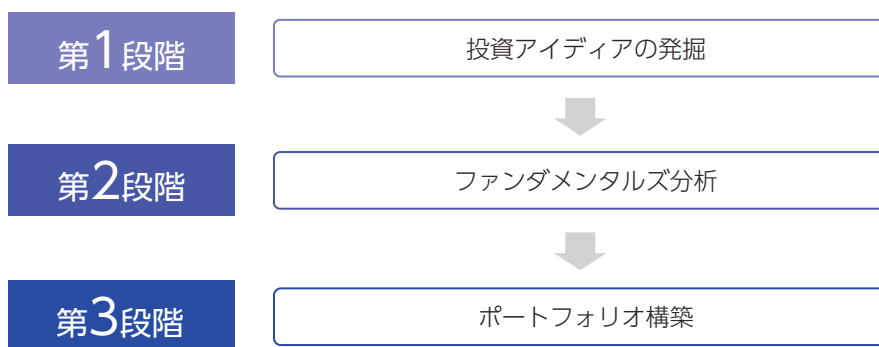 第1段階
投資アイディアの発掘
第2段階
ファンダメンタルズ分析
第3段階
ポートフォリオ構築